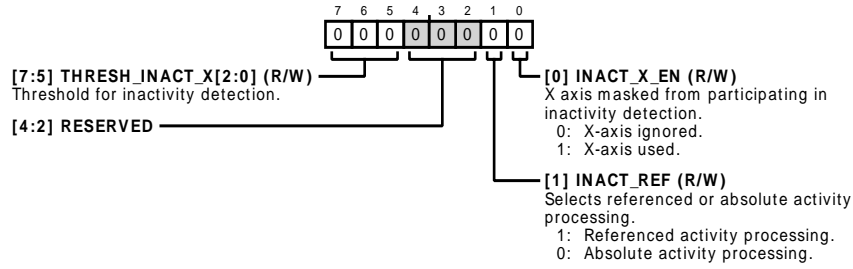 7 6 5 4 3 2 1 0
0 0 0 0 0 0 0 0
[7:5] THRESH_INACT_X[2:0] (R/W)
Threshold for inactivity detection.
[4:2] RESERVED
[0] INACT_X_EN (R/W)
X axis masked from participating in
inactivity detection.
0: X-axis ignored.
1: X-axis used.
[1] INACT_REF (R/W)
Selects referenced or absolute activity
processing.
1: Referenced activity processing.
0: Absolute activity processing.